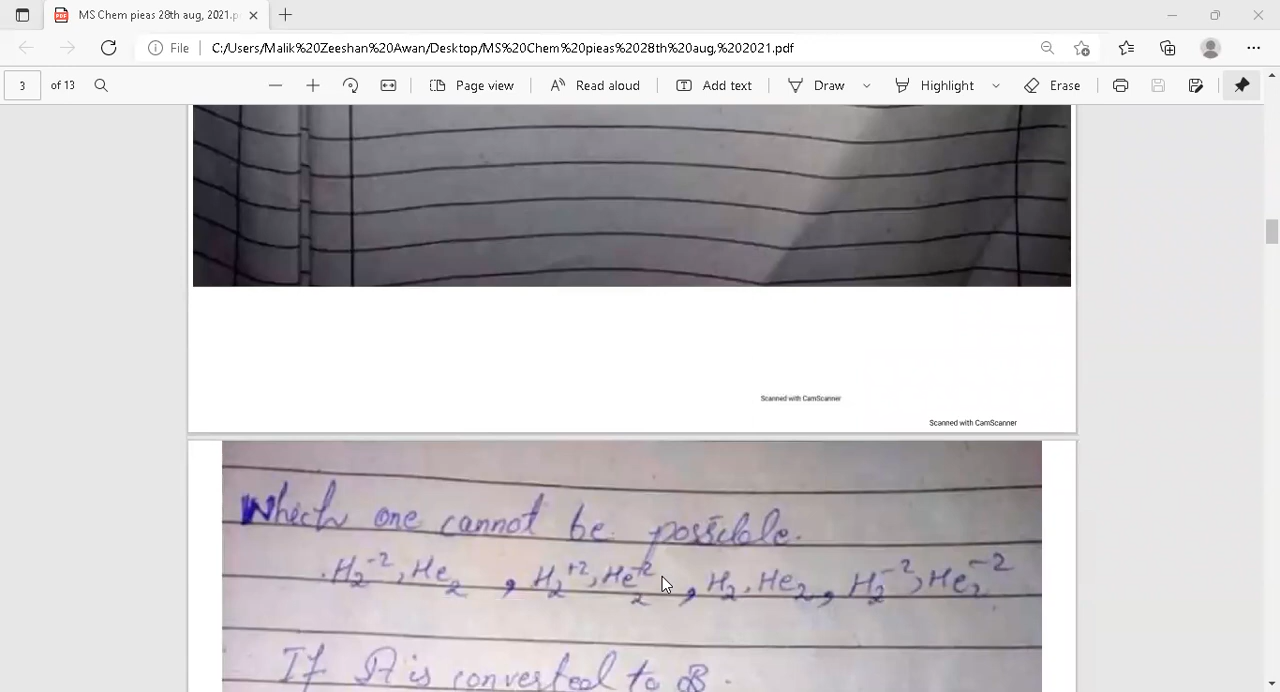 MS Chem pieas 28th aug, 2021.p
File
C:/Users/Malik%20Zeeshan%20Awan/Desktop/MS%20Chem%20pieas%2028th%20aug,%202021.pdf
3 of 13
Page view
Read aloud
Add text
Draw
Highlight
Erase
Scanned with CamScanner
Scanned with CamScanner
Which one cannot be possible.
. H₂⁻², He₂ , H₂⁺², He₂⁺² , H₂, He₂ , H₂⁻², He₂⁻²
If A is converted to B.